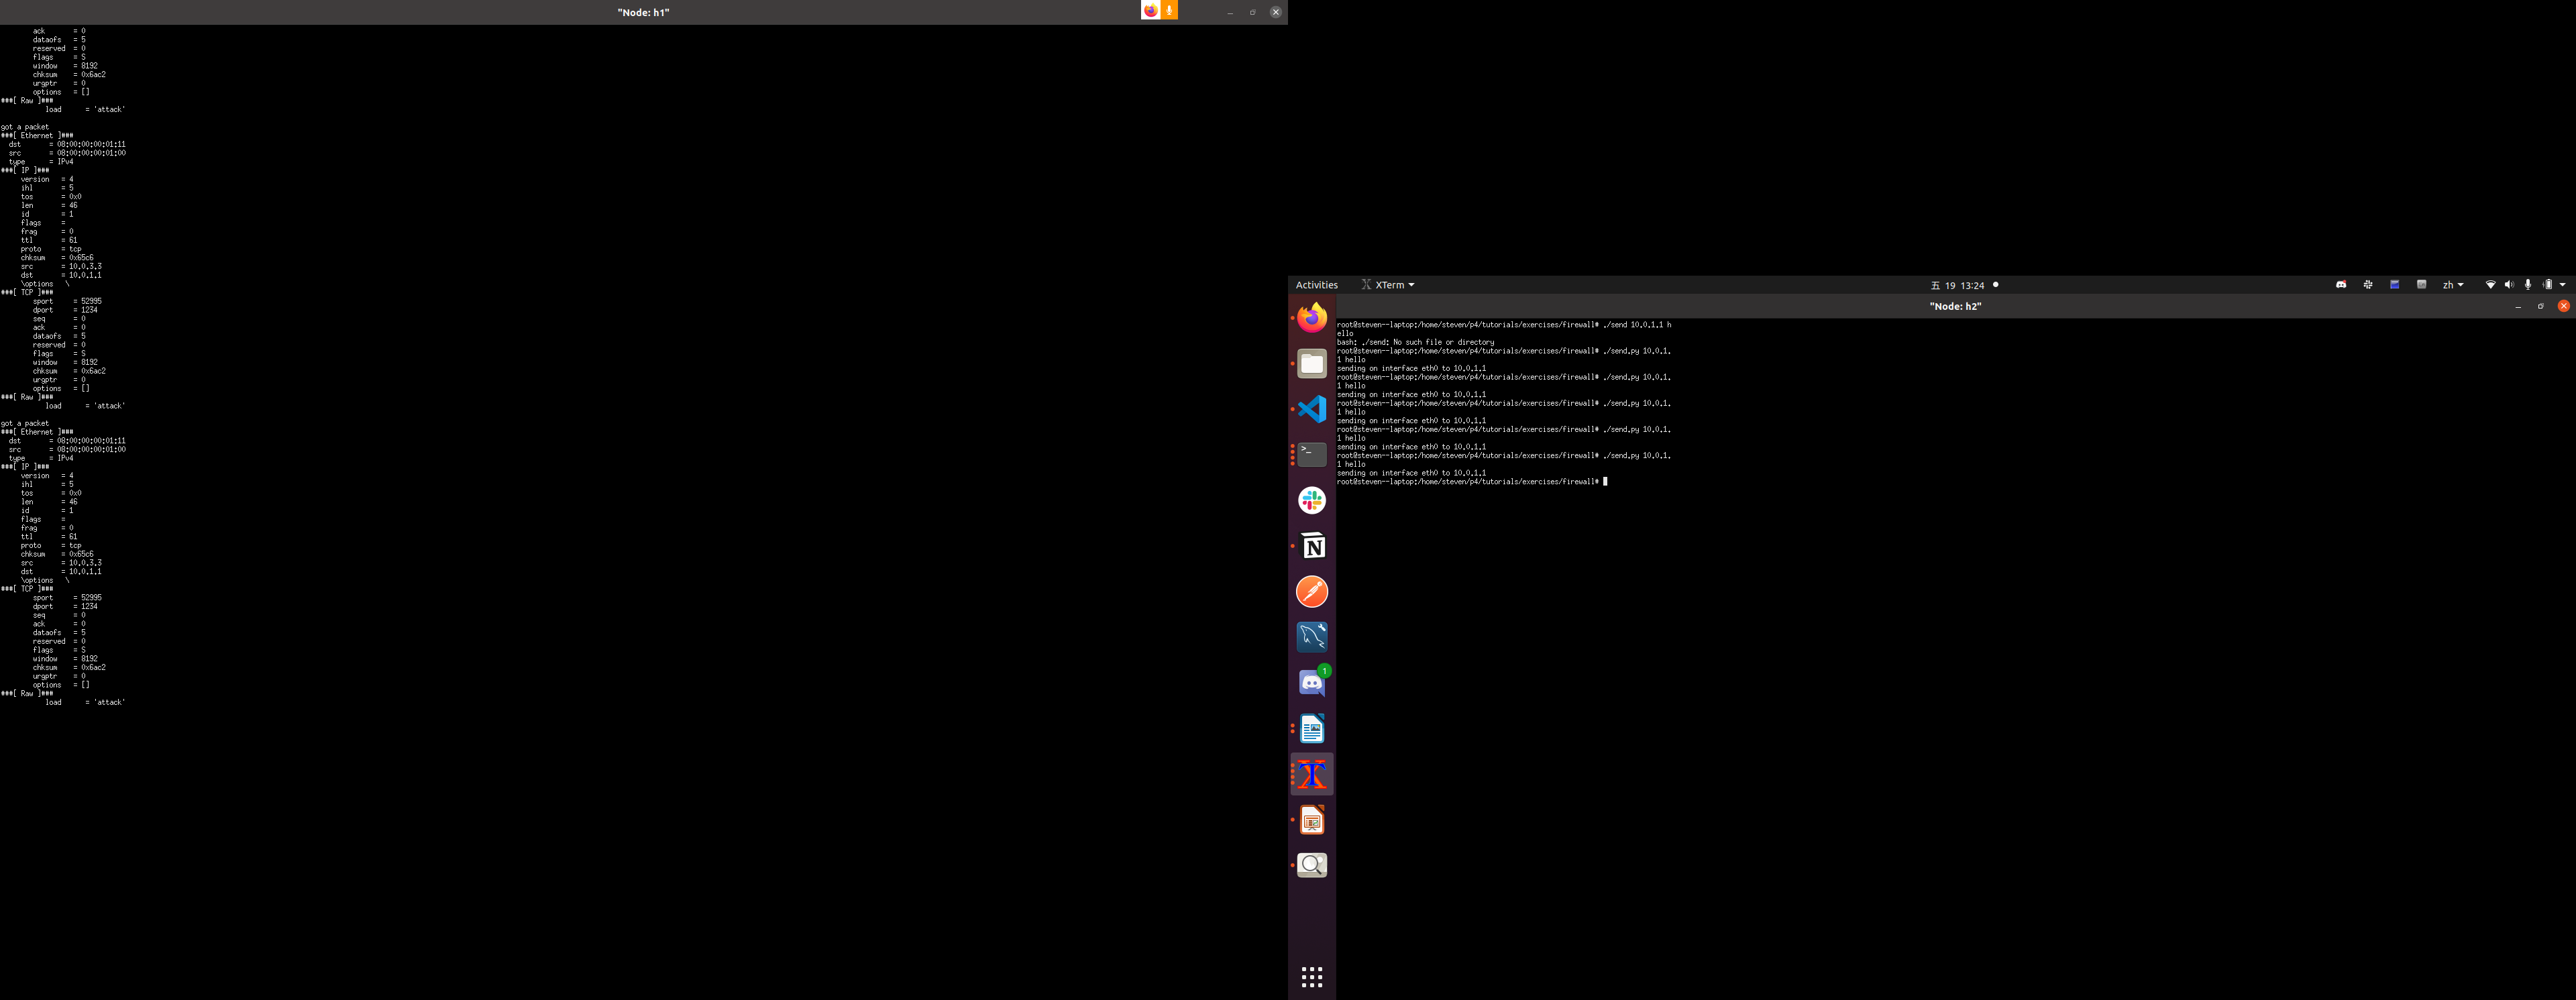 "Node: h1"
ack = 0
dataofs = 5
reserved = 0
flags = S
window = 8192
chksum = 0x6ac2
urgptr = 0
options = []
###[ Raw ]###
load = 'attack'
got a packet
###[ Ethernet ]###
dst = 08:00:00:00:01:11
src = 08:00:00:00:01:00
type = IPv4
###[ IP ]###
version = 4
ihl = 5
tos = 0x0
len = 46
id = 1
flags =
frag = 0
ttl = 61
proto = tcp
chksum = 0x65c6
src = 10.0.3.3
dst = 10.0.1.1
\options \
###[ TCP ]###
sport = 52995
dport = 1234
seq = 0
ack = 0
dataofs = 5
reserved = 0
flags = S
window = 8192
chksum = 0x6ac2
urgptr = 0
options = []
###[ Raw ]###
load = 'attack'
got a packet
###[ Ethernet ]###
dst = 08:00:00:00:01:11
src = 08:00:00:00:01:00
type = IPv4
###[ IP ]###
version = 4
ihl = 5
tos = 0x0
len = 46
id = 1
flags =
frag = 0
ttl = 61
proto = tcp
chksum = 0x65c6
src = 10.0.3.3
dst = 10.0.1.1
\options \
###[ TCP ]###
sport = 52995
dport = 1234
seq = 0
ack = 0
dataofs = 5
reserved = 0
flags = S
window = 8192
chksum = 0x6ac2
urgptr = 0
options = []
###[ Raw ]###
load = 'attack'
Activities XTerm 五 19 13:24 zh
"Node: h2"
root@steven--laptop:/home/steven/p4/tutorials/exercises/firewall# ./send 10.0.1.1 h
ello
bash: ./send: No such file or directory
root@steven--laptop:/home/steven/p4/tutorials/exercises/firewall# ./send.py 10.0.1.
1 hello
sending on interface eth0 to 10.0.1.1
root@steven--laptop:/home/steven/p4/tutorials/exercises/firewall# ./send.py 10.0.1.
1 hello
sending on interface eth0 to 10.0.1.1
root@steven--laptop:/home/steven/p4/tutorials/exercises/firewall# ./send.py 10.0.1.
1 hello
sending on interface eth0 to 10.0.1.1
root@steven--laptop:/home/steven/p4/tutorials/exercises/firewall# ./send.py 10.0.1.
1 hello
sending on interface eth0 to 10.0.1.1
root@steven--laptop:/home/steven/p4/tutorials/exercises/firewall# ./send.py 10.0.1.
1 hello
sending on interface eth0 to 10.0.1.1
root@steven--laptop:/home/steven/p4/tutorials/exercises/firewall#
1